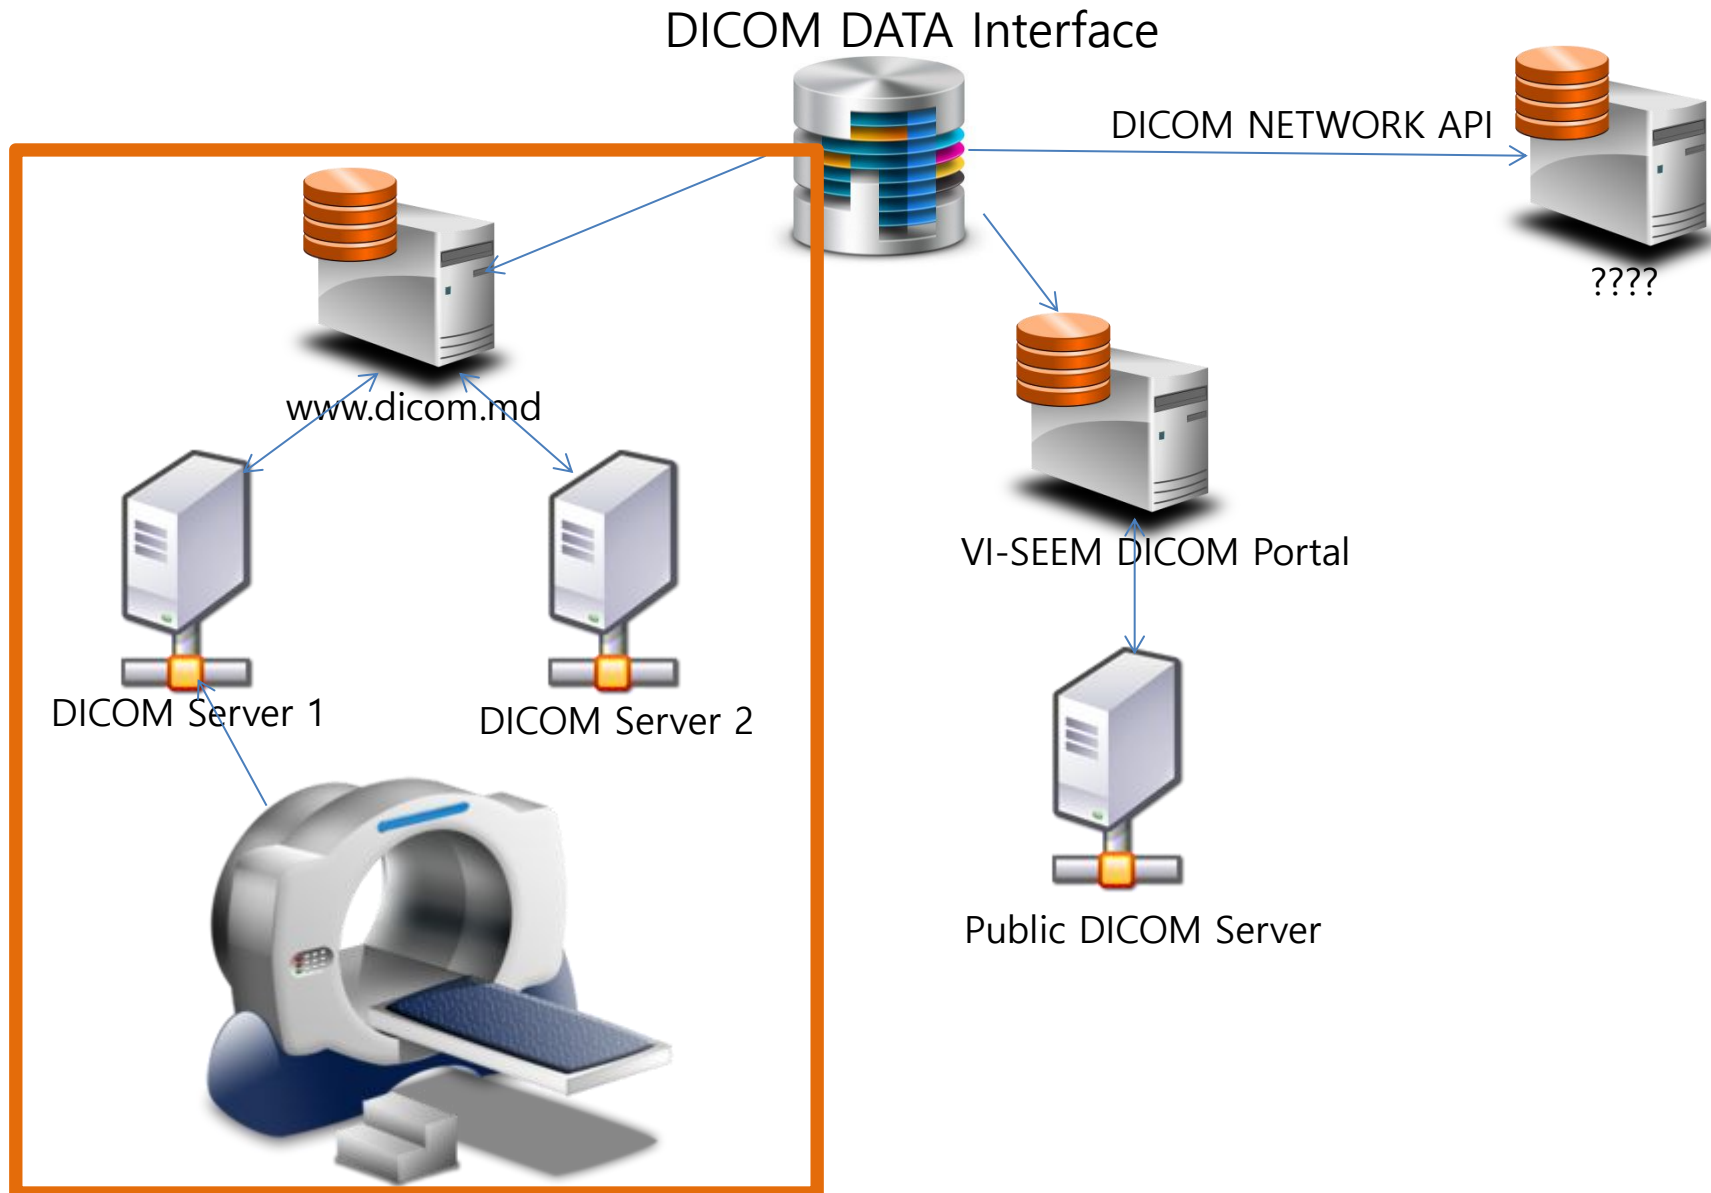 DICOM DATA Interface
DICOM NETWORK API
????
www.dicom.md
VI-SEEM DICOM Portal
DICOM Server 1
DICOM Server 2
Public DICOM Server